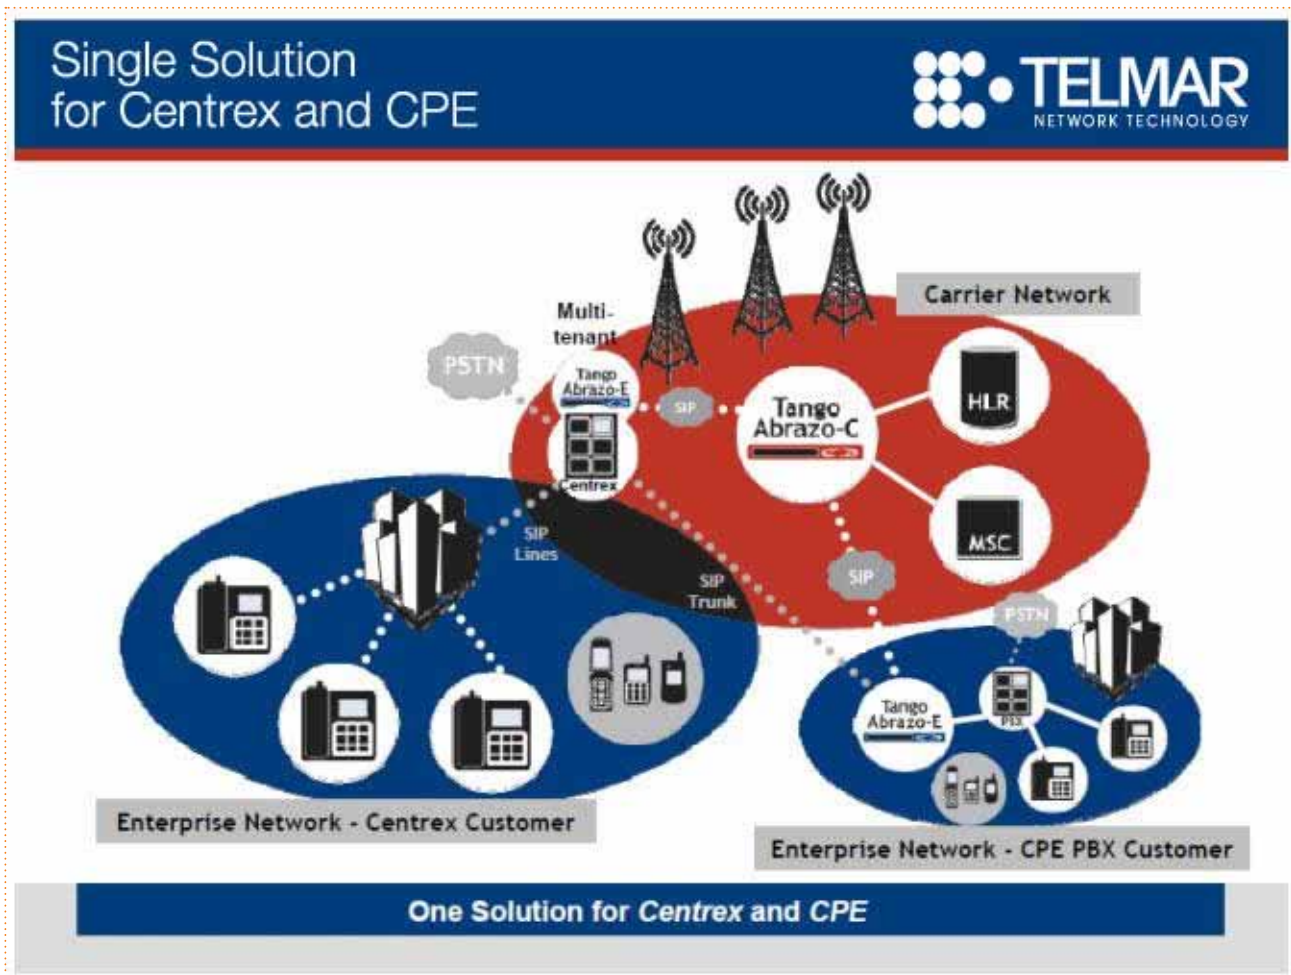 Single Solution
for Centrex and CPE
TELMAR
NETWORK TECHNOLOGY
Carrier Network
Multi-
tenant
PSTN
Tango
Abrazo-E
SIP
Tango
Abrazo-C
HLR
Centrex
MSC
SIP
Lines
SIP
Trunk
SIP
PSTN
Tango
Abrazo-E
PBX
Enterprise Network - Centrex Customer
Enterprise Network - CPE PBX Customer
One Solution for Centrex and CPE